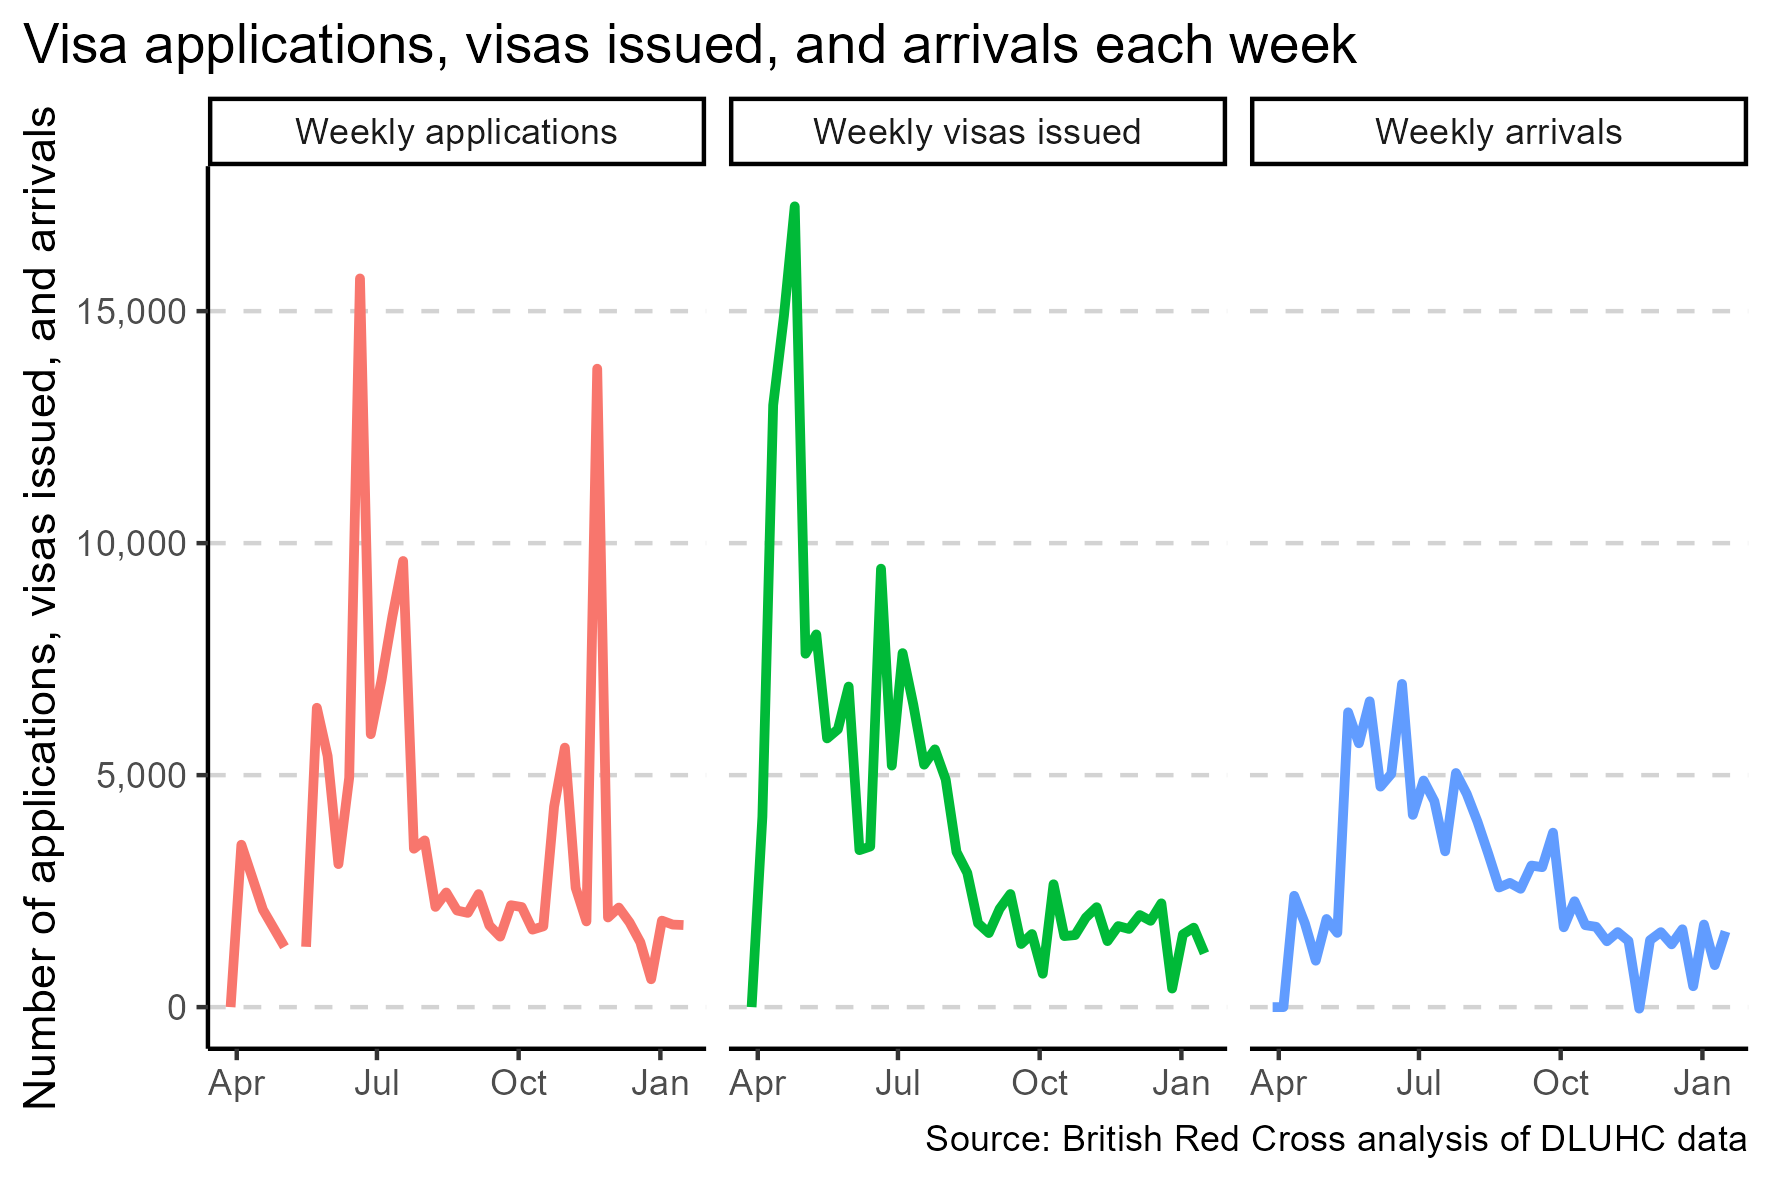 Visa applications, visas issued, and arrivals each week
Number of applications, visas issued, and arrivals
Weekly applications
Weekly visas issued
Weekly arrivals
15,000
10,000
5,000
0
Apr Jul Oct Jan
Apr Jul Oct Jan
Apr Jul Oct Jan
Source: British Red Cross analysis of DLUHC data